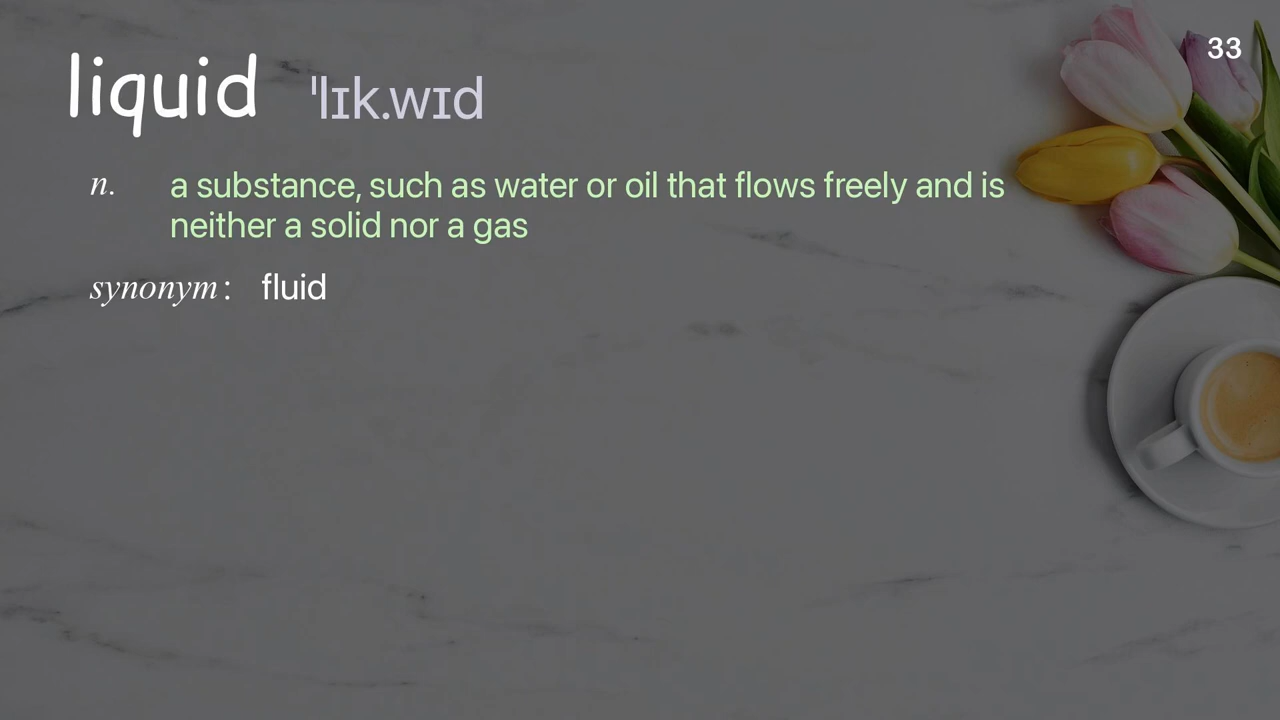 33
liquid ˈlɪk.wɪd
n. a substance, such as water or oil that flows freely and is
neither a solid nor a gas
synonym: fluid